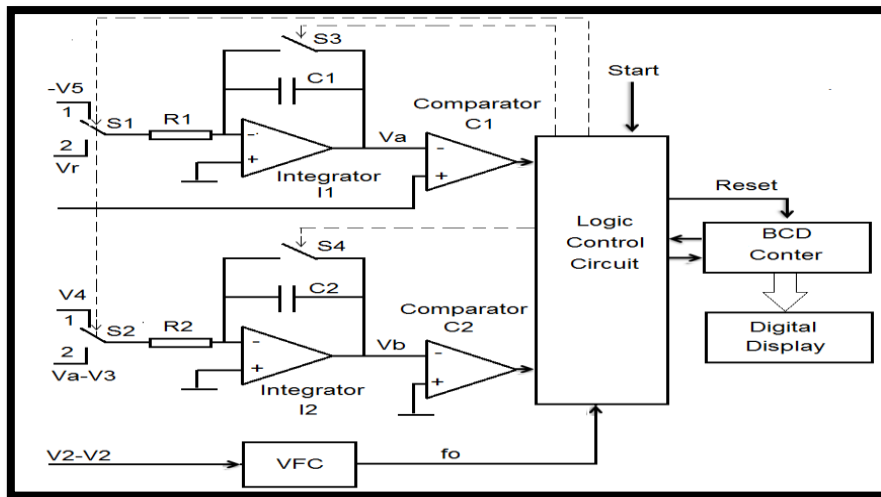 S3
C1
Start
-V5
1
S1
R1
-
+
Va
Comparator
C1
-
+
2
Vr
Integrator
I1
Reset
Logic
Control
Circuit
BCD
Conter
S4
C2
V4
1
S2
R2
-
+
Vb
Comparator
C2
-
+
Digital
Display
2
Va-V3
Integrator
I2
V2-V2
VFC
fo